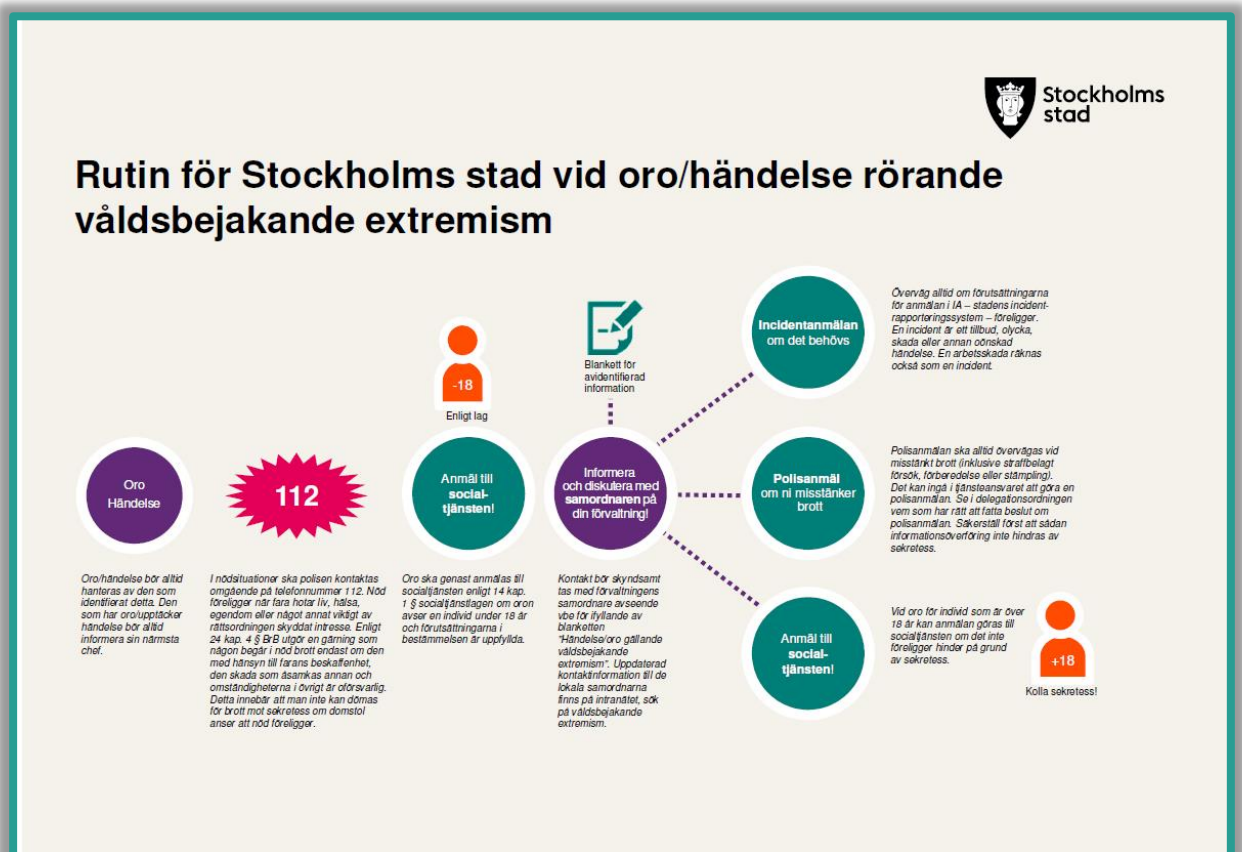 Stockholms
stad
Rutin för Stockholms stad vid oro/händelse rörande
våldsbejakande extremism
Oro
Händelse
Oro/händelse bör alltid
hanteras av den som
identifierat detta. Den
som har oro/upptäcker
händelse bör alltid
informera sin närmsta
chef.
112
I nödsituationer ska polisen kontaktas
omgående på telefonnummer 112. Nöd
föreligger när fara hotar liv, hälsa,
egendom eller något annat viktigt av
rättsordningen skyddat intresse. Enligt
24 kap. 4 § BrB utgör en gärning som
någon begår i nöd brott endast om den
med hänsyn till farans beskaffenhet,
den skada som åsamkas annan och
omständigheterna i övrigt är oförsvarlig.
Detta innebär att man inte kan dömas
för brott mot sekretess om domstol
anser att nöd föreligger.
-18
Enligt lag
Anmäl till
social-
tjänsten!
Oro ska genast anmälas till
socialtjänsten enligt 14 kap.
1 § socialtjänstlagen om oron
avser en individ under 18 år
och förutsättningarna i
bestämmelsen är uppfyllda.
Blankett för
avidentifierad
information
Informera
och diskutera med
samordnaren på
din förvaltning!
Kontakt bör skyndsamt
tas med förvaltningens
samordnare avseende
vbe för ifyllande av
blanketten
"Händelse/oro gällande
våldsbejakande
extremism". Uppdaterad
kontaktinformation till de
lokala samordnarna
finns på intranätet, sök
på våldsbejakande
extremism.
Incidentanmälan
om det behövs
Överväg alltid om förutsättningarna
för anmälan i IA – stadens incident-
rapporteringssystem – föreligger.
En incident är ett tillbud, olycka,
skada eller annan oönskad
händelse. En arbetsskada räknas
också som en incident.
Polisanmäl
om ni misstänker
brott
Polisanmälan ska alltid övervägas vid
misstänkt brott (inklusive straffbelagt
försök, förberedelse eller stämpling).
Det kan ingå i tjänsteansvaret att göra en
polisanmälan. Se i delegationsordningen
vem som har rätt att fatta beslut om
polisanmälan. Säkerställ först att sådan
informationsöverföring inte hindras av
sekretess.
Anmäl till
social-
tjänsten!
Vid oro för individ som är över
18 år kan anmälan göras till
socialtjänsten om det inte
föreligger hinder på grund
av sekretess.
+18
Kolla sekretess!